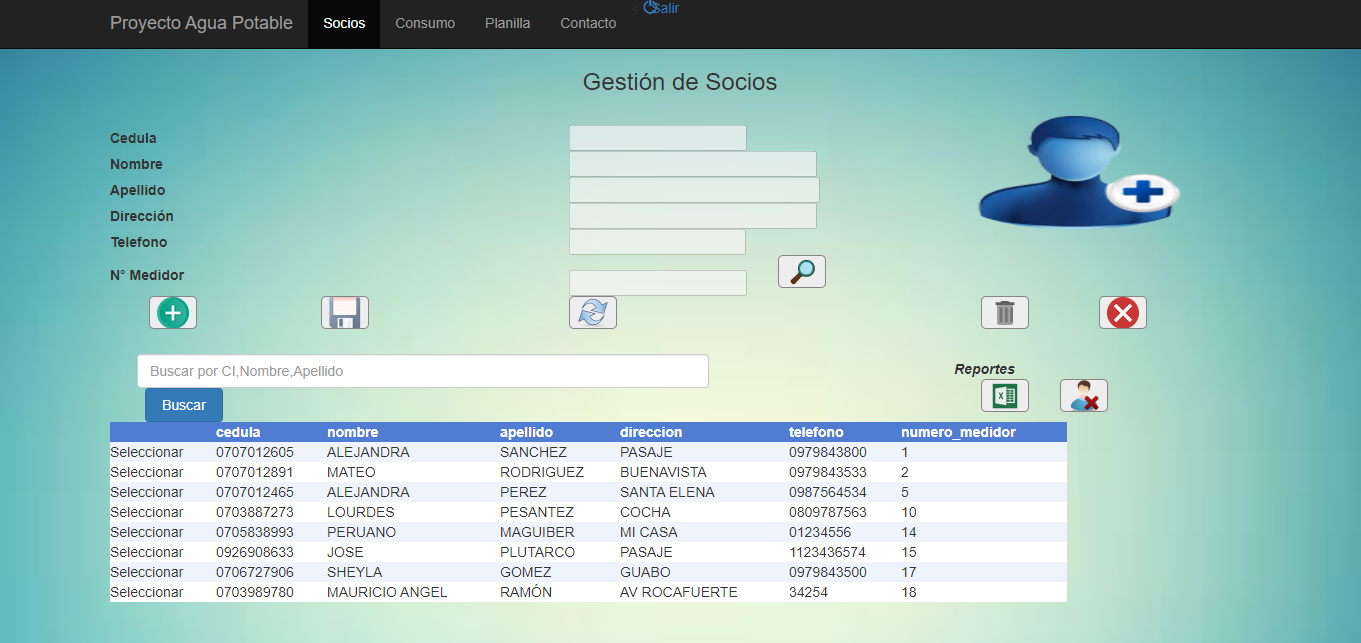 Proyecto Agua Potable Socios Consumo Planilla Contacto Salir
Gestión de Socios
Cedula
Nombre
Apellido
Dirección
Telefono
N° Medidor
Buscar por CI,Nombre,Apellido
Reportes
Buscar
cedula nombre apellido direccion telefono numero_medidor
Seleccionar 0707012605 ALEJANDRA SANCHEZ PASAJE 0979843800 1
Seleccionar 0707012891 MATEO RODRIGUEZ BUENAVISTA 0979843533 2
Seleccionar 0707012465 ALEJANDRA PEREZ SANTA ELENA 0987564534 5
Seleccionar 0703887273 LOURDES PESANTEZ COCHA 0809787563 10
Seleccionar 0705838993 PERUANO MAGUIBER MI CASA 01234556 14
Seleccionar 0926908633 JOSE PLUTARCO PASAJE 1123436574 15
Seleccionar 0706727906 SHEYLA GOMEZ GUABO 0979843500 17
Seleccionar 0703989780 MAURICIO ANGEL RAMÓN AV ROCAFUERTE 34254 18